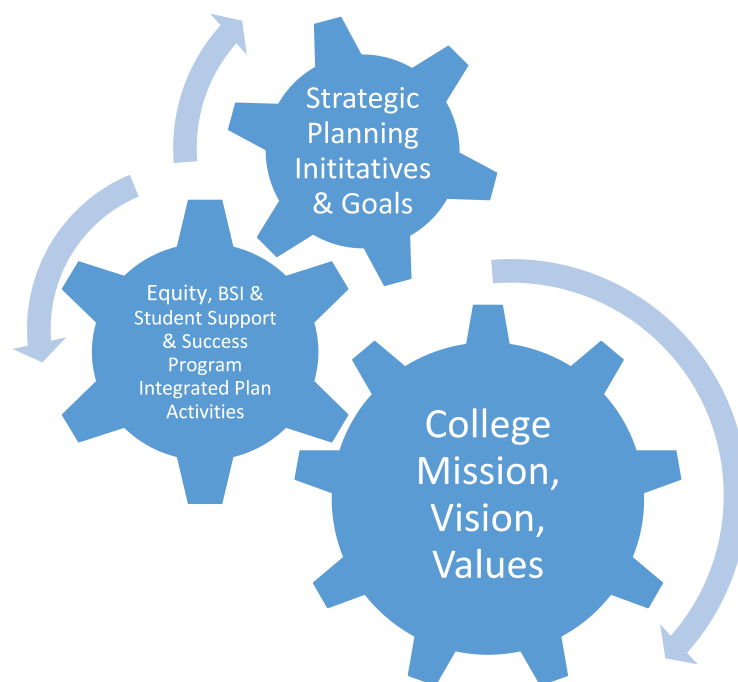 Strategic
Planning
Inititatives
& Goals
Equity, BSI &
Student Support
& Success
Program
Integrated Plan
Activities
College
Mission,
Vision,
Values